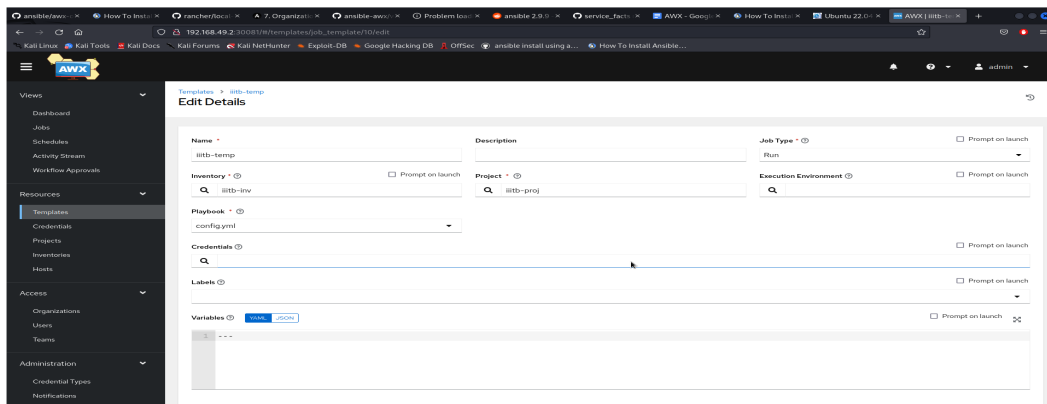 ansible/awx-o
How To Install
rancher/local
7. Organizatio
ansible-awx/
Problem load
ansible 2.9.9
service_facts
AWX - Google
How To Insta
Ubuntu 22.04
AWX | iiitb-te
192.168.49.2:30081/#/templates/job_template/10/edit
Kali Linux Kali Tools Kali Docs Kali Forums Kali NetHunter Exploit-DB Google Hacking DB OffSec ansible install using a... How To Install Ansible...
AWX
admin
Views
Dashboard
Jobs
Schedules
Activity Stream
Workflow Approvals
Resources
Templates
Credentials
Projects
Inventories
Hosts
Access
Organizations
Users
Teams
Administration
Credential Types
Notifications
Templates > iiitb-temp
Edit Details
Name *
iiitb-temp
Description
Job Type * Prompt on launch
Run
Inventory * Prompt on launch
iiitb-inv
Project *
iiitb-proj
Execution Environment Prompt on launch
Playbook *
config.yml
Credentials Prompt on launch
Labels Prompt on launch
Variables YAML JSON Prompt on launch
1 ---